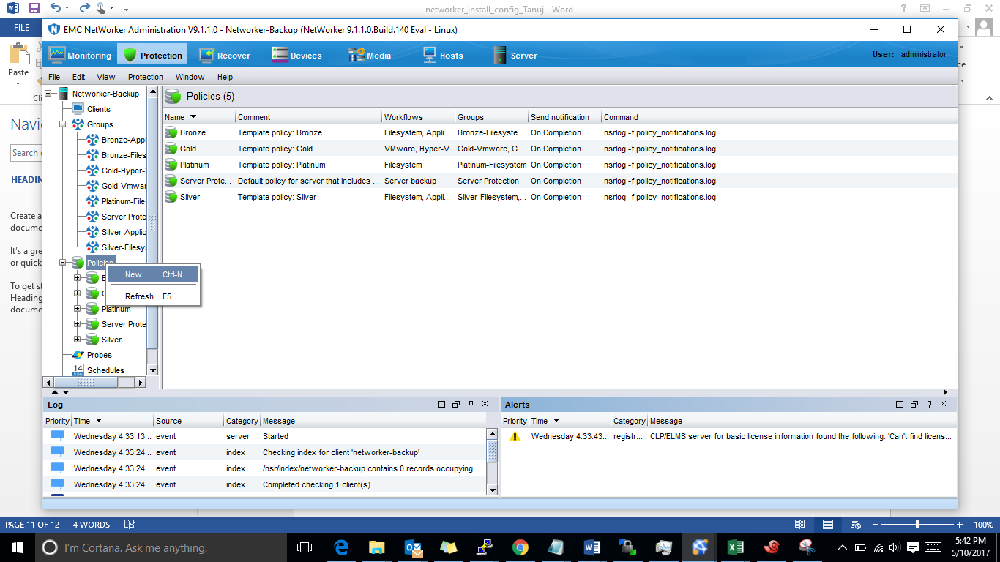 networker_install_config_Tanuj - Word
FILE
Paste
EMC NetWorker Administration V9.1.1.0 - Networker-Backup (NetWorker 9.1.1.0.Build.140 Eval - Linux)
Monitoring Protection Recover Devices Media Hosts Server User: administrator
File Edit View Protection Window Help
Networker-Backup
Clients
Groups
Bronze-Appl
Bronze-Files
Gold-Hyper-V
Gold-Vmwar
Platinum-Files
Server Prote
Silver-Applic
Silver-Filesys
Policies
New Ctrl-N
Refresh F5
Platinum
Server Prote
Silver
Probes
14
Schedules
Policies (5)
Name Comment Workflows Groups Send notification Command
Bronze Template policy: Bronze Filesystem, Appli... Bronze-Filesyste... On Completion nsrlog -f policy_notifications.log
Gold Template policy: Gold VMware, Hyper-V Gold-Vmware, G... On Completion nsrlog -f policy_notifications.log
Platinum Template policy: Platinum Filesystem Platinum-Filesystem On Completion nsrlog -f policy_notifications.log
Server Prote... Default policy for server that includes ... Server backup Server Protection On Completion nsrlog -f policy_notifications.log
Silver Template policy: Silver Filesystem, Appli... Silver-Filesystem,... On Completion nsrlog -f policy_notifications.log
Navi
Search
HEADIN
Create a
docume
It's a gre
or quick
To get st
Heading
docume
Log
Priority Time Source Category Message
Wednesday 4:33:13... event server Started
Wednesday 4:33:24... event index Checking index for client 'networker-backup'
Wednesday 4:33:24... event index /nsr/index/networker-backup contains 0 records occupying ...
Wednesday 4:33:24... event index Completed checking 1 client(s)
Alerts
Priority Time Category Message
Wednesday 4:33:43... registr... CLP/ELMS server for basic license information found the following: 'Can't find licens...
PAGE 11 OF 12 4 WORDS 100%
I'm Cortana. Ask me anything.
5:42 PM
5/10/2017